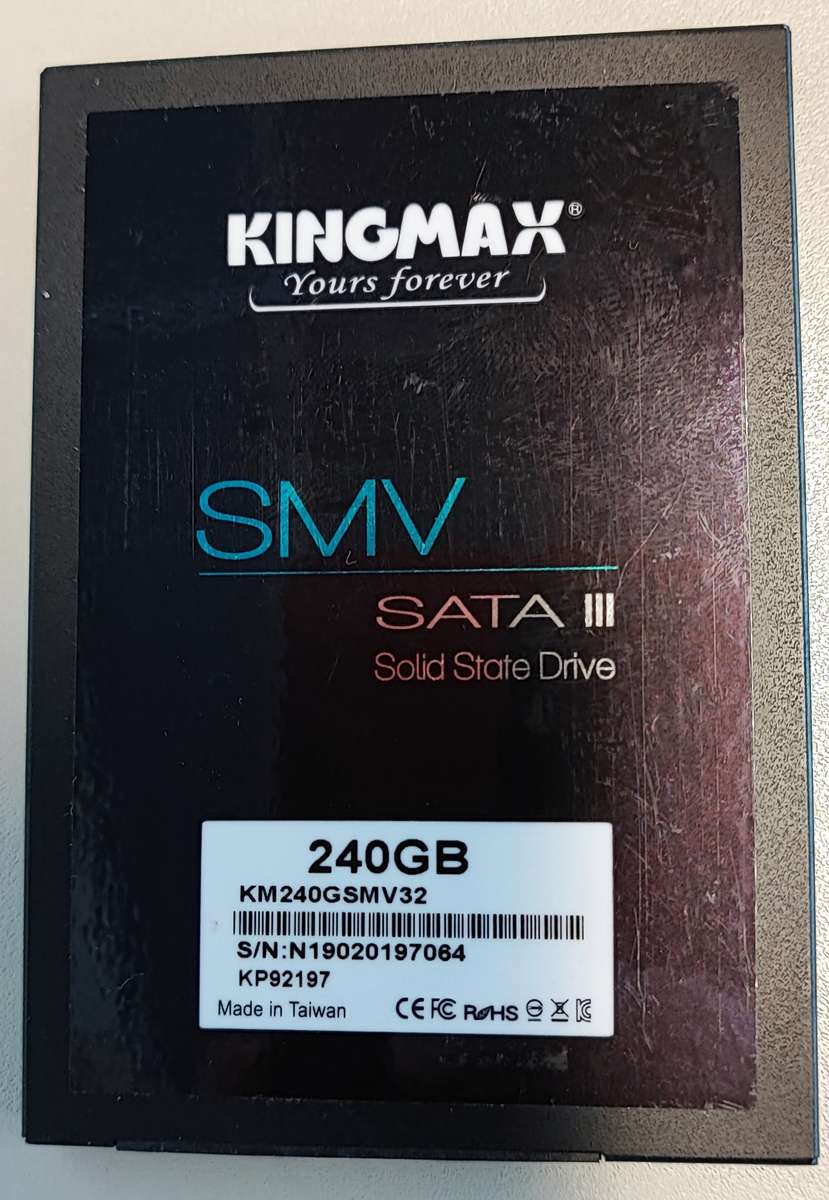 KINGMAX®
Yours forever
SMV
SATA III
Solid State Drive
240GB
KM240GSMV32
S/N:N19020197064
KP92197
Made in Taiwan CE FC RoHS